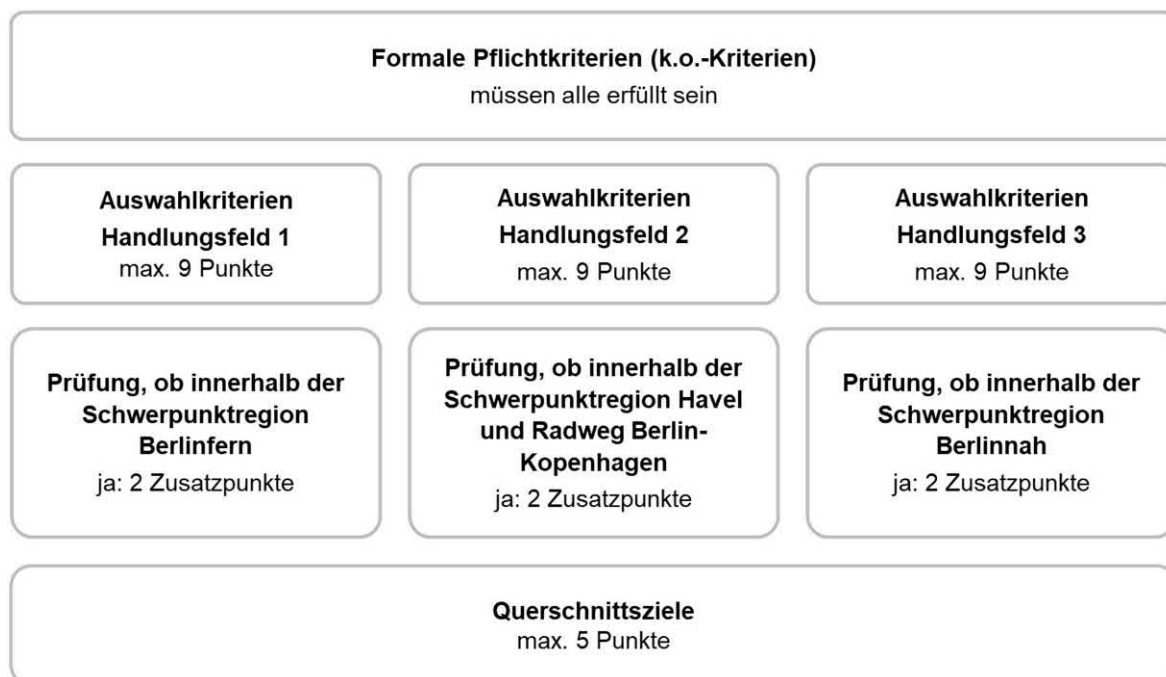 Formale Pflichtkriterien (k.o.-Kriterien)
müssen alle erfüllt sein
Auswahlkriterien
Handlungsfeld 1
max. 9 Punkte
Auswahlkriterien
Handlungsfeld 2
max. 9 Punkte
Auswahlkriterien
Handlungsfeld 3
max. 9 Punkte
Prüfung, ob innerhalb der
Schwerpunktregion
Berlinfern
ja: 2 Zusatzpunkte
Prüfung, ob innerhalb der
Schwerpunktregion Havel
und Radweg Berlin-
Kopenhagen
ja: 2 Zusatzpunkte
Prüfung, ob innerhalb der
Schwerpunktregion
Berlinnah
ja: 2 Zusatzpunkte
Querschnittsziele
max. 5 Punkte